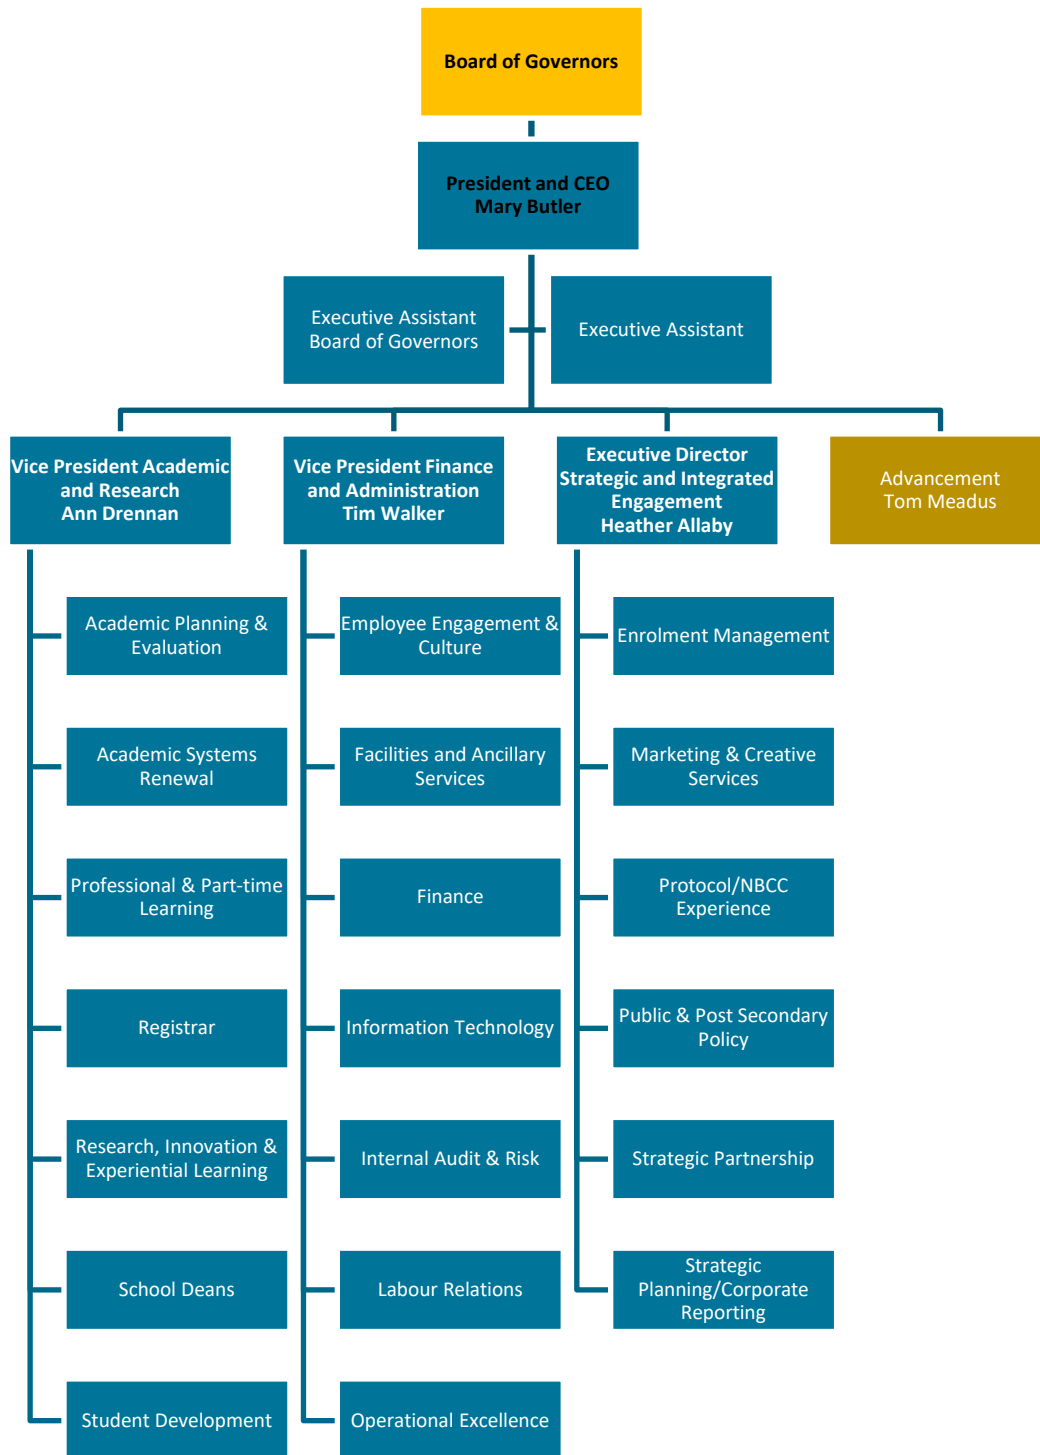 Board of Governors
President and CEO
Mary Butler
Executive Assistant
Board of Governors
Executive Assistant
Vice President Academic
and Research
Ann Drennan
Vice President Finance
and Administration
Tim Walker
Executive Director
Strategic and Integrated
Engagement
Heather Allaby
Advancement
Tom Meadus
Academic Planning &
Evaluation
Academic Systems
Renewal
Professional & Part-time
Learning
Registrar
Research, Innovation &
Experiential Learning
School Deans
Student Development
Employee Engagement &
Culture
Facilities and Ancillary
Services
Finance
Information Technology
Internal Audit & Risk
Labour Relations
Operational Excellence
Enrolment Management
Marketing & Creative
Services
Protocol/NBCC
Experience
Public & Post Secondary
Policy
Strategic Partnership
Strategic
Planning/Corporate
Reporting